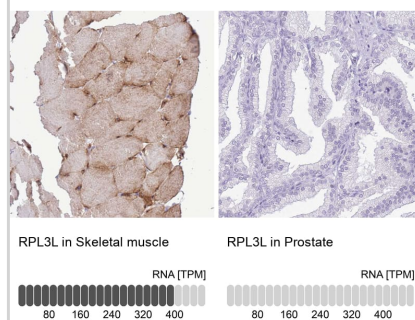 RPL3L in Skeletal muscle
RPL3L in Prostate
RNA [TPM]
RNA [TPM]
80 160 240 320 400
80 160 240 320 400